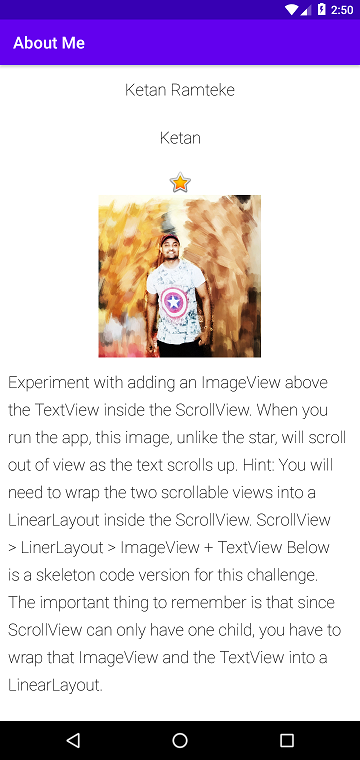 2:50
About Me
Ketan Ramteke
Ketan
Experiment with adding an ImageView above
the TextView inside the ScrollView. When you
run the app, this image, unlike the star, will scroll
out of view as the text scrolls up. Hint: You will
need to wrap the two scrollable views into a
LinearLayout inside the ScrollView. ScrollView
> LinerLayout > ImageView + TextView Below
is a skeleton code version for this challenge.
The important thing to remember is that since
ScrollView can only have one child, you have to
wrap that ImageView and the TextView into a
LinearLayout.